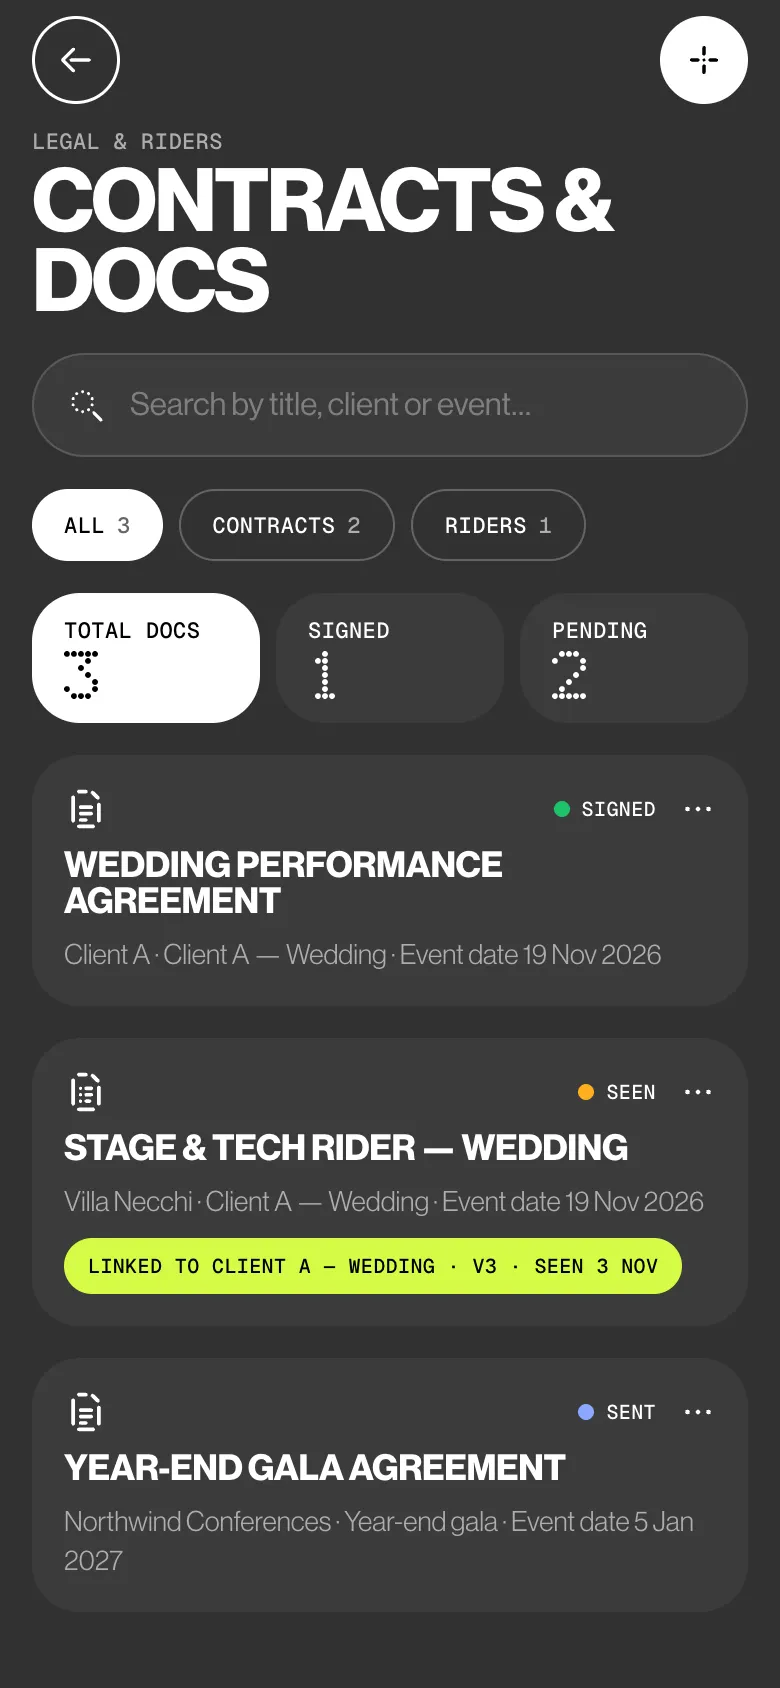 LEGAL & RIDERS
CONTRACTS &
DOCS
Search by title, client or event...
ALL 3
CONTRACTS 2
RIDERS 1
TOTAL DOCS
3
SIGNED
1
PENDING
2
SIGNED
WEDDING PERFORMANCE
AGREEMENT
Client A · Client A — Wedding · Event date 19 Nov 2026
SEEN
STAGE & TECH RIDER — WEDDING
Villa Necchi · Client A — Wedding · Event date 19 Nov 2026
LINKED TO CLIENT A — WEDDING · V3 · SEEN 3 NOV
SENT
YEAR-END GALA AGREEMENT
Northwind Conferences · Year-end gala · Event date 5 Jan
2027